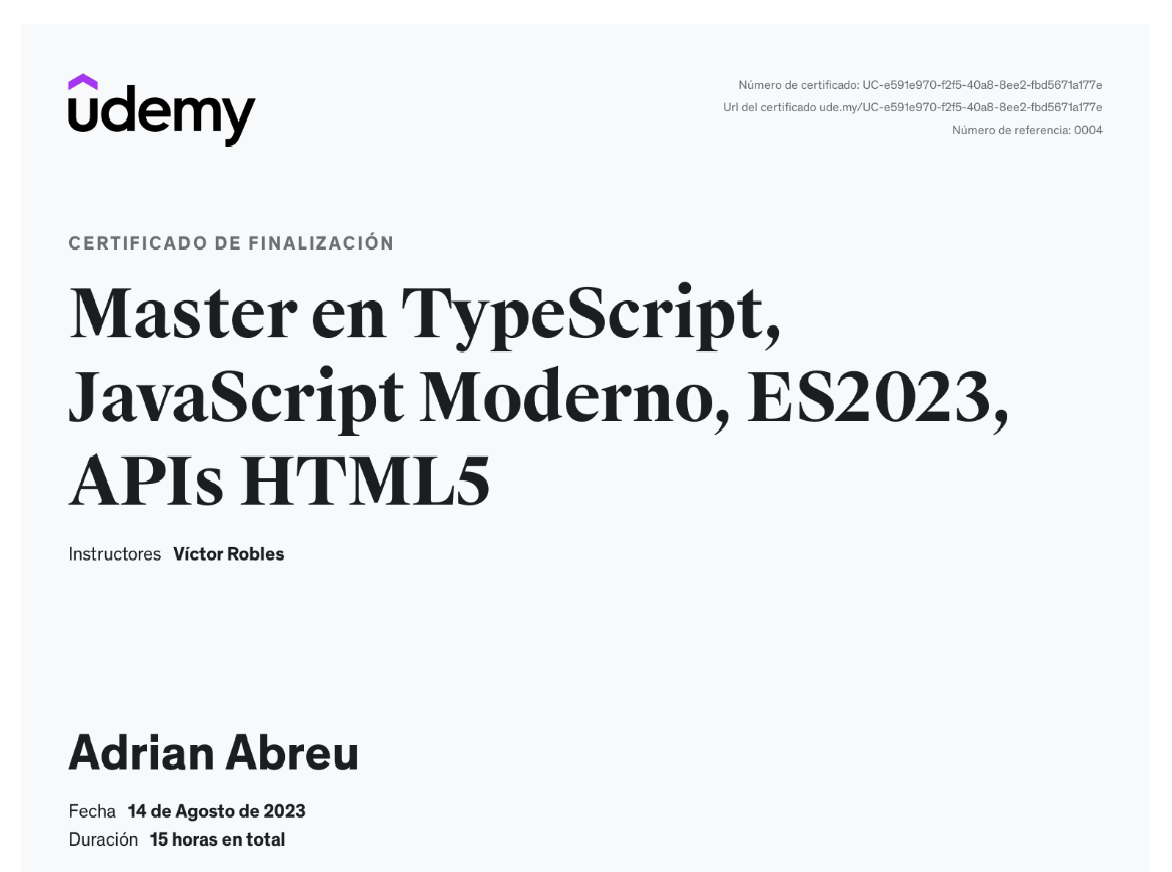 udemy
Número de certificado: UC-e591e970-f2f5-40a8-8ee2-fbd5671a177e
Url del certificado ude.my/UC-e591e970-f2f5-40a8-8ee2-fbd5671a177e
Número de referencia: 0004
CERTIFICADO DE FINALIZACIÓN
Master en TypeScript,
JavaScript Moderno, ES2023,
APIs HTML5
Instructores Víctor Robles
Adrian Abreu
Fecha 14 de Agosto de 2023
Duración 15 horas en total